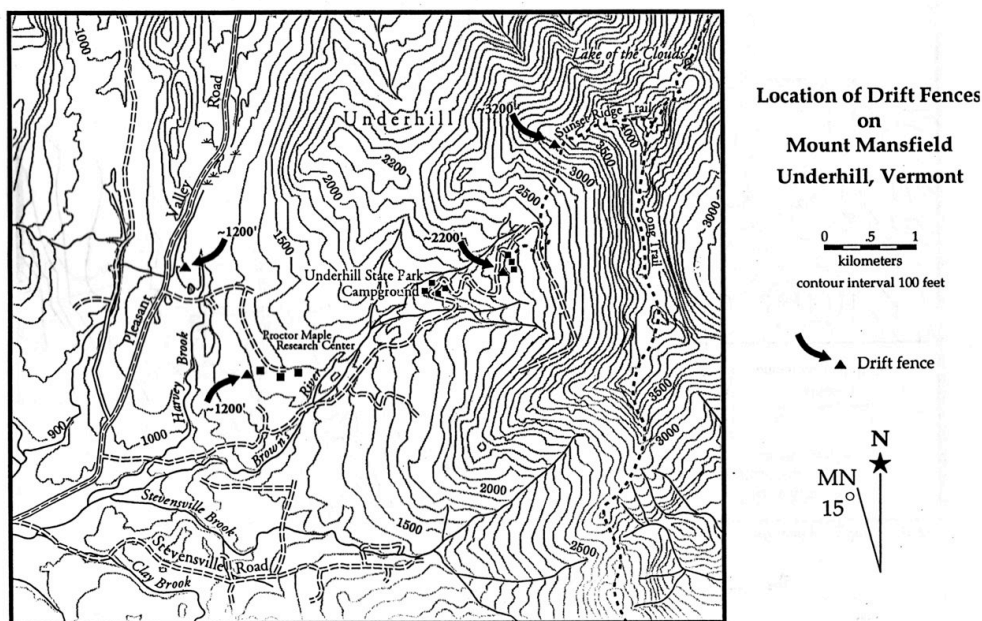 Location of Drift Fences
on
Mount Mansfield
Underhill, Vermont
0 .5 1
kilometers
contour interval 100 feet
Drift fence
N
MN
15°
1000
Road
Valley
Pleasant
Underhill
Lake of the Clouds
~3200'
Sunset Ridge Trail
4000
3500
3000
3000
2200
2000
2500
1500
~1200'
~2200'
Long Trail
Underhill State Park
Campground
Proctor Maple
Research Center
Harvey Brook
~1200'
Brown's River
900
1000
3500
3000
2000
1500
2500
Stevensville Brook
Stevensville Road
Clay Brook